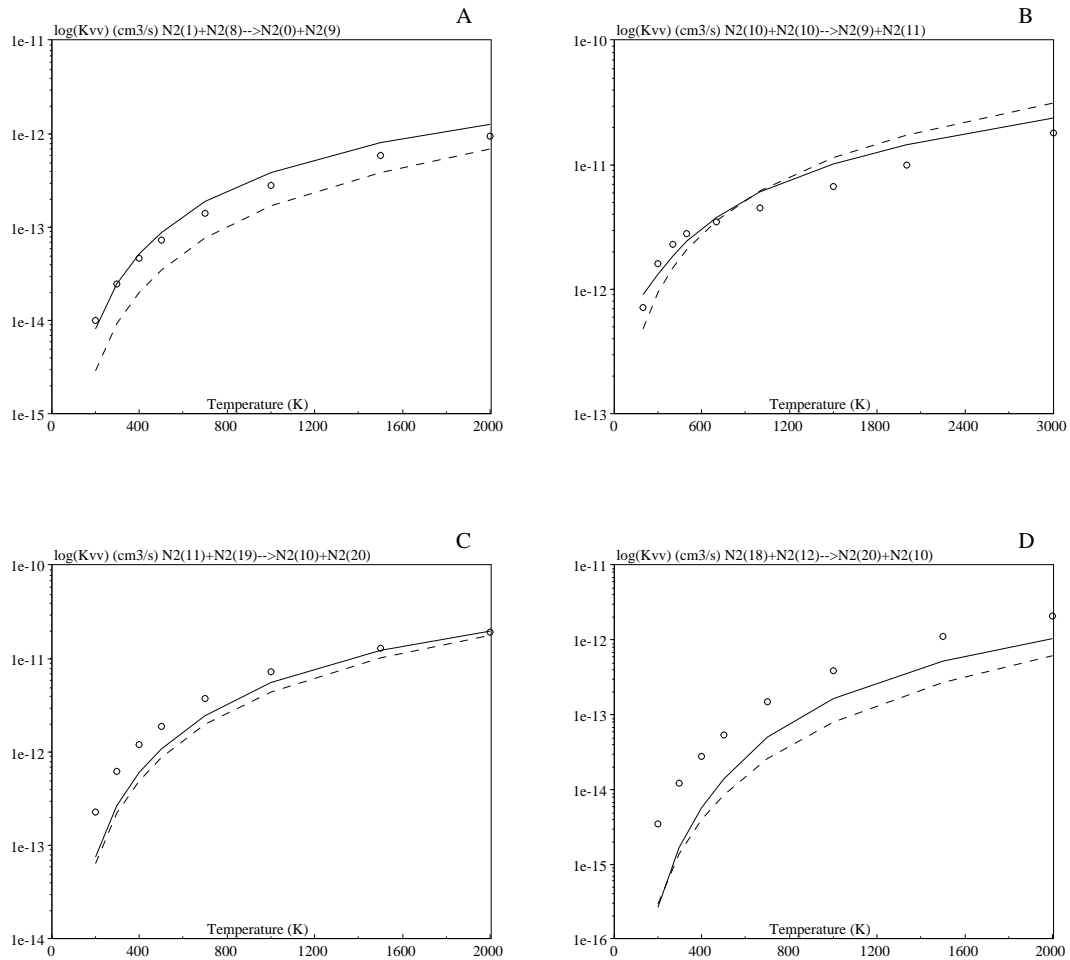 A
B
log(Kvv) (cm3/s) N2(1)+N2(8)-->N2(0)+N2(9)
log(Kvv) (cm3/s) N2(10)+N2(10)-->N2(9)+N2(11)
1e-11
1e-12
1e-13
1e-14
1e-15
Temperature (K)
0 400 800 1200 1600 2000
1e-10
1e-11
1e-12
1e-13
Temperature (K)
0 600 1200 1800 2400 3000
C
D
log(Kvv) (cm3/s) N2(11)+N2(19)-->N2(10)+N2(20)
log(Kvv) (cm3/s) N2(18)+N2(12)-->N2(20)+N2(10)
1e-10
1e-11
1e-12
1e-13
1e-14
Temperature (K)
0 400 800 1200 1600 2000
1e-11
1e-12
1e-13
1e-14
1e-15
1e-16
Temperature (K)
0 400 800 1200 1600 2000